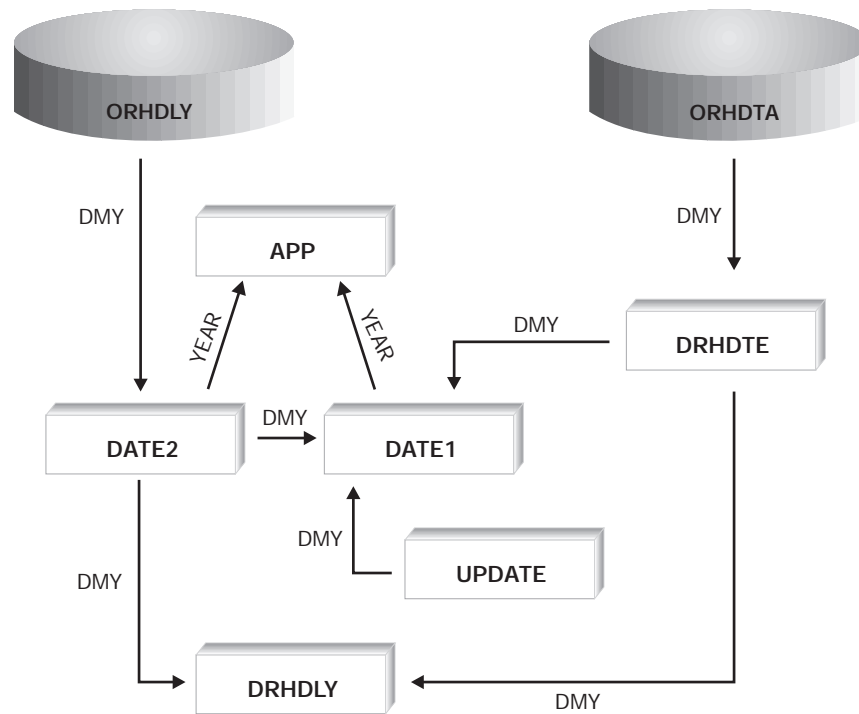 ORHDLY
ORHDTA
DMY
DMY
APP
YEAR
YEAR
DMY
DRHDTE
DMY
DATE2
DATE1
DMY
UPDATE
DMY
DRHDLY
DMY